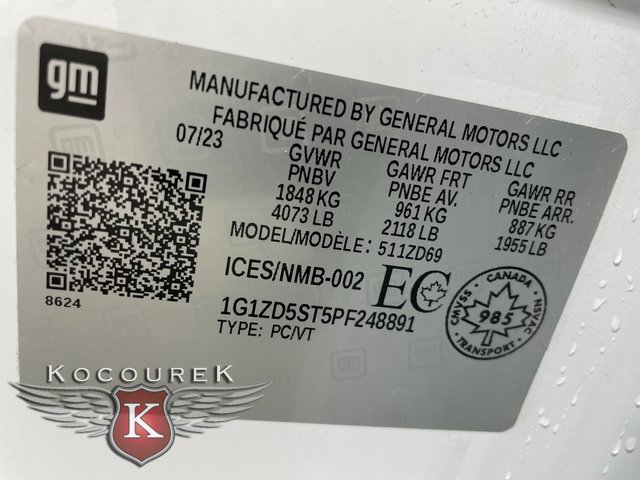 gm
MANUFACTURED BY GENERAL MOTORS LLC
FABRIQUÉ PAR GENERAL MOTORS LLC
07/23
GVWR
PNBV
1848 KG
4073 LB
GAWR FRT
PNBE AV.
961 KG
2118 LB
GAWR RR
PNBE ARR.
887 KG
1955 LB
MODEL/MODÈLE: 511ZD69
ICES/NMB-002
EC
1G1ZD5ST5PF248891
TYPE: PC/VT
8624
CANADA
CMVSS
985
NSVAC
TRANSPORT
KOCOUREK
K